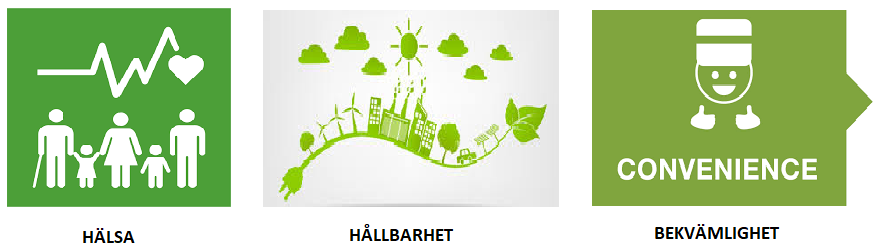 CONVENIENCE
HÄLSA
HÅLLBARHET
BEKVÄMLIGHET